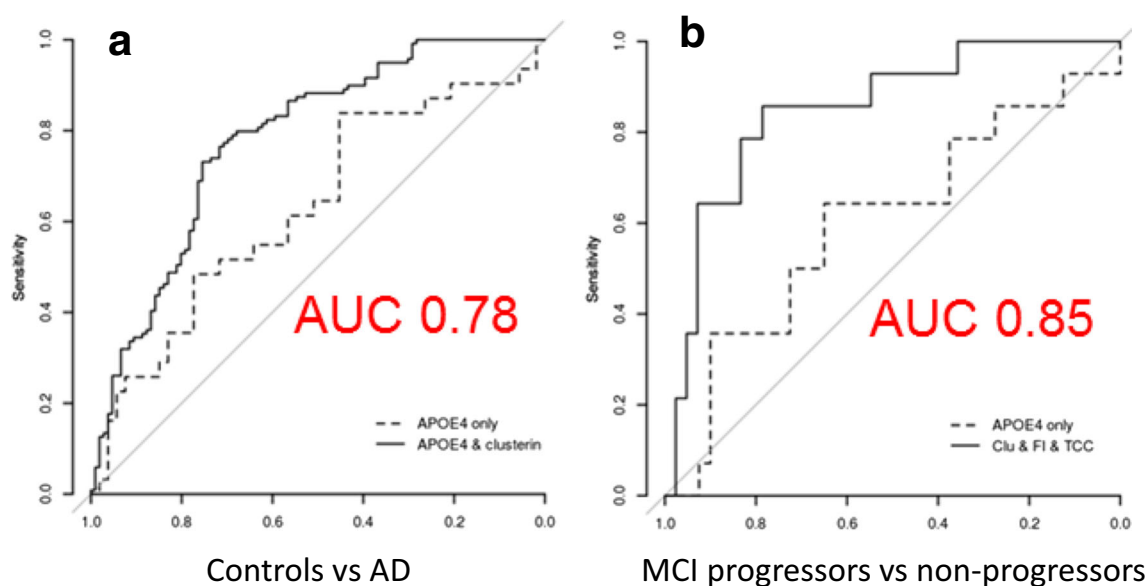 a
1.0
0.8
0.6
0.4
0.2
0.0
Sensitivity
AUC 0.78
APOE4 only
APOE4 & clusterin
1.0 0.8 0.6 0.4 0.2 0.0
Controls vs AD
b
1.0
0.8
0.6
0.4
0.2
0.0
Sensitivity
AUC 0.85
APOE4 only
Clu & FI & TCC
1.0 0.8 0.6 0.4 0.2 0.0
MCI progressors vs non-progressors